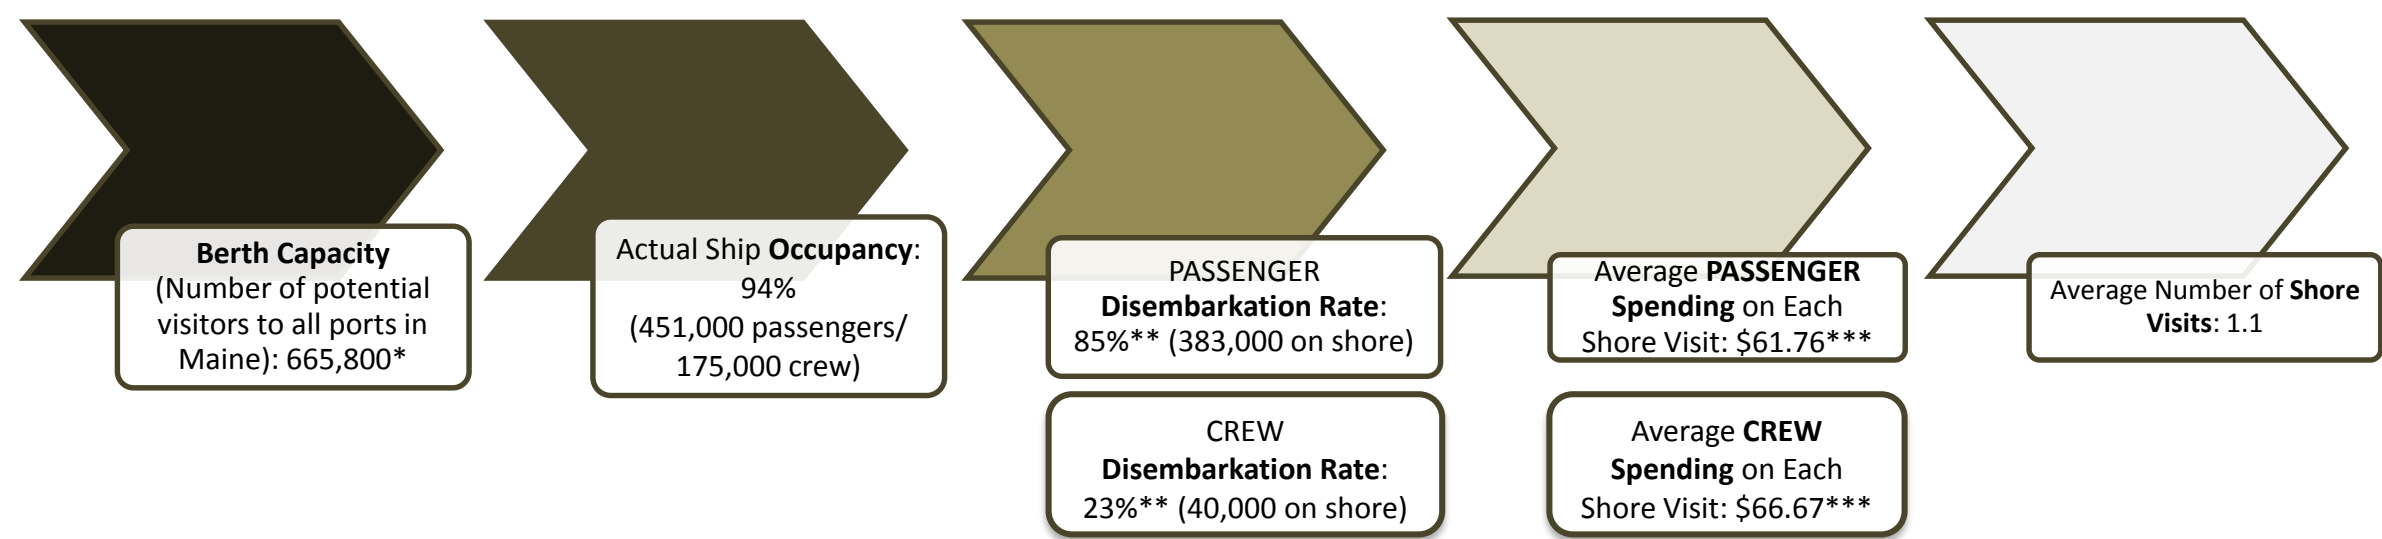 Berth Capacity
(Number of potential
visitors to all ports in
Maine): 665,800*
Actual Ship Occupancy:
94%
(451,000 passengers/
175,000 crew)
PASSENGER
Disembarkation Rate:
85%** (383,000 on shore)
CREW
Disembarkation Rate:
23%** (40,000 on shore)
Average PASSENGER
Spending on Each
Shore Visit: $61.76***
Average CREW
Spending on Each
Shore Visit: $66.67***
Average Number of Shore
Visits: 1.1